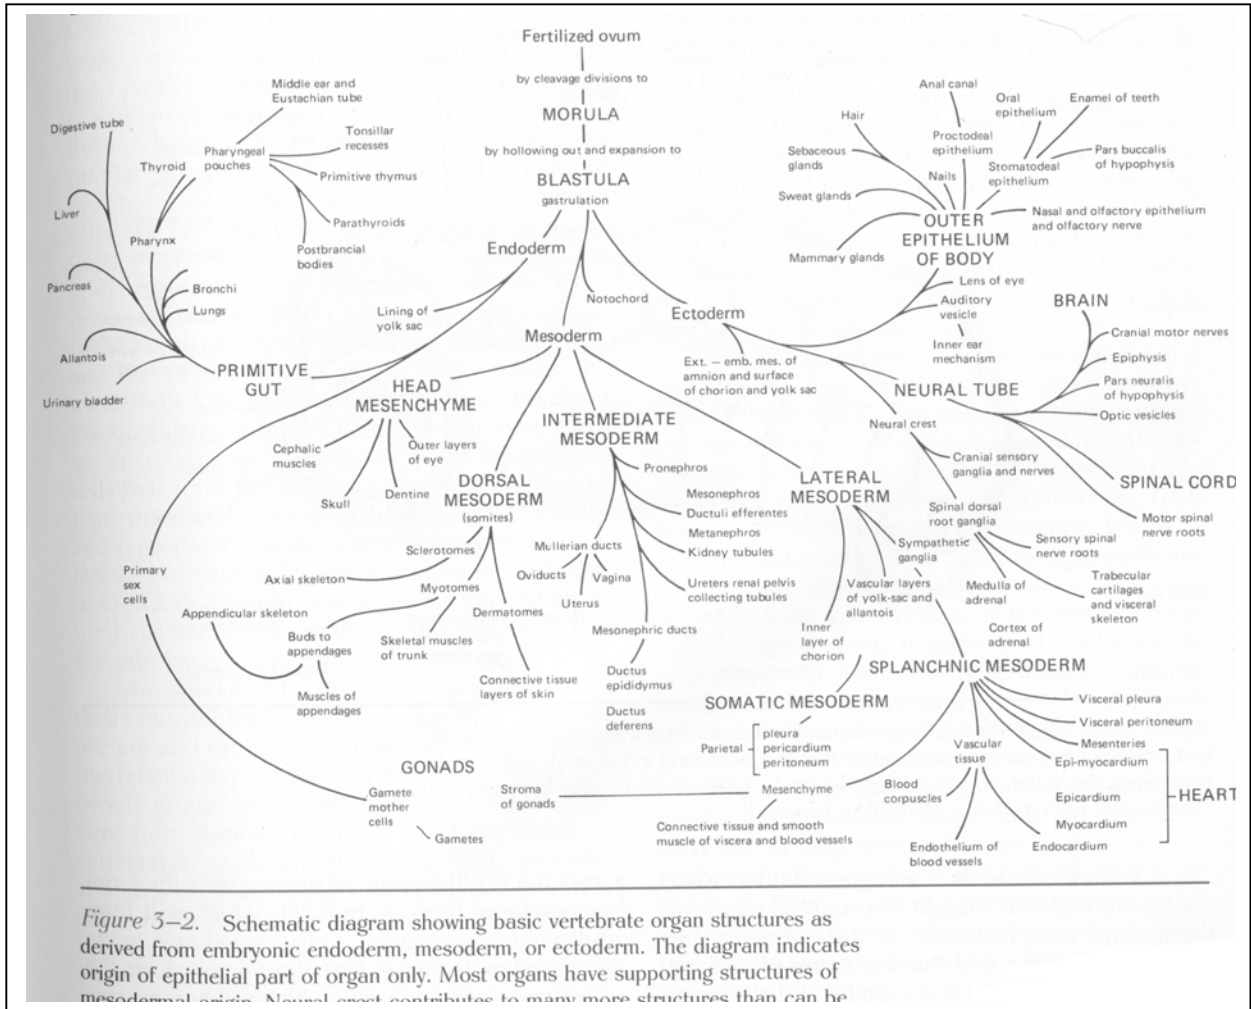 Fertilized ovum
by cleavage divisions to
MORULA
by hollowing out and expansion to
BLASTULA
gastrulation
Endoderm
Notochord
Mesoderm
Ectoderm
Middle ear and
Eustachian tube
Digestive tube
Tonsillar
recesses
Pharyngeal
pouches
Thyroid
Primitive thymus
Liver
Parathyroids
Pharynx
Postbrancial
bodies
Pancreas
Bronchi
Lungs
Lining of
yolk sac
Allantois
Urinary bladder
PRIMITIVE
GUT
Anal canal
Oral
epithelium
Enamel of teeth
Hair
Proctodeal
epithelium
Sebaceous
glands
Pars buccalis
of hypophysis
Nails
Stomatodeal
epithelium
Sweat glands
OUTER
EPITHELIUM
OF BODY
Nasal and olfactory epithelium
and olfactory nerve
Mammary glands
Lens of eye
Auditory
vesicle
Inner ear
mechanism
BRAIN
Cranial motor nerves
Epiphysis
Pars neuralis
of hypophysis
Optic vesicles
Ext. – emb. mes. of
amnion and surface
of chorion and yolk sac
NEURAL TUBE
Neural crest
Cranial sensory
ganglia and nerves
SPINAL CORD
Motor spinal
nerve roots
Spinal dorsal
root ganglia
Sensory spinal
nerve roots
Sympathetic
ganglia
Medulla of
adrenal
Trabecular
cartilages
and visceral
skeleton
HEAD
MESENCHYME
Cephalic
muscles
Outer layers
of eye
Skull
Dentine
DORSAL
MESODERM
(somites)
Sclerotomes
Axial skeleton
Myotomes
Dermatomes
Appendicular skeleton
Buds to
appendages
Skeletal muscles
of trunk
Muscles of
appendages
Connective tissue
layers of skin
INTERMEDIATE
MESODERM
Pronephros
Mesonephros
Ductuli efferentes
Metanephros
Kidney tubules
Ureters renal pelvis
collecting tubules
Mullerian ducts
Oviducts
Vagina
Uterus
Mesonephric ducts
Ductus
epididymus
Ductus
deferens
LATERAL
MESODERM
Vascular layers
of yolk-sac and
allantois
Inner
layer of
chorion
Cortex of
adrenal
SPLANCHNIC MESODERM
SOMATIC MESODERM
Parietal
pleura
pericardium
peritoneum
Visceral pleura
Visceral peritoneum
Mesenteries
Vascular
tissue
Epi-myocardium
Blood
corpuscles
Epicardium
HEART
Myocardium
Endocardium
Endothelium of
blood vessels
Mesenchyme
Connective tissue and smooth
muscle of viscera and blood vessels
Stroma
of gonads
Primary
sex
cells
GONADS
Gamete
mother
cells
Gametes
Figure 3–2. Schematic diagram showing basic vertebrate organ structures as
derived from embryonic endoderm, mesoderm, or ectoderm. The diagram indicates
origin of epithelial part of organ only. Most organs have supporting structures of
mesodermal origin. Neural crest contributes to many more structures than can be